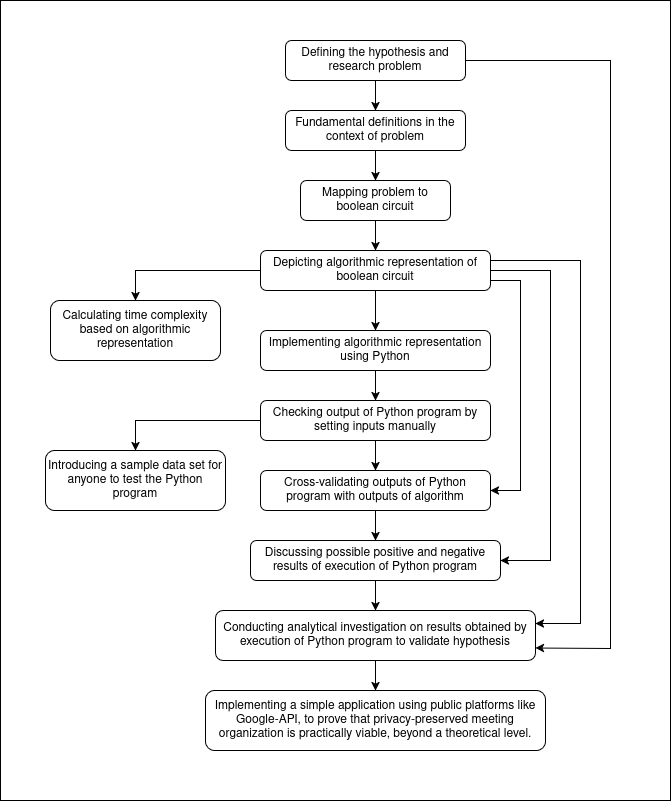 Defining the hypothesis and
research problem
Fundamental definitions in the
context of problem
Mapping problem to
boolean circuit
Depicting algorithmic representation of
boolean circuit
Calculating time complexity
based on algorithmic
representation
Implementing algorithmic representation
using Python
Checking output of Python program by
setting inputs manually
Introducing a sample data set for
anyone to test the Python
program
Cross-validating outputs of Python
program with outputs of algorithm
Discussing possible positive and negative
results of execution of Python program
Conducting analytical investigation on results obtained by
execution of Python program to validate hypothesis
Implementing a simple application using public platforms like
Google-API, to prove that privacy-preserved meeting
organization is practically viable, beyond a theoretical level.